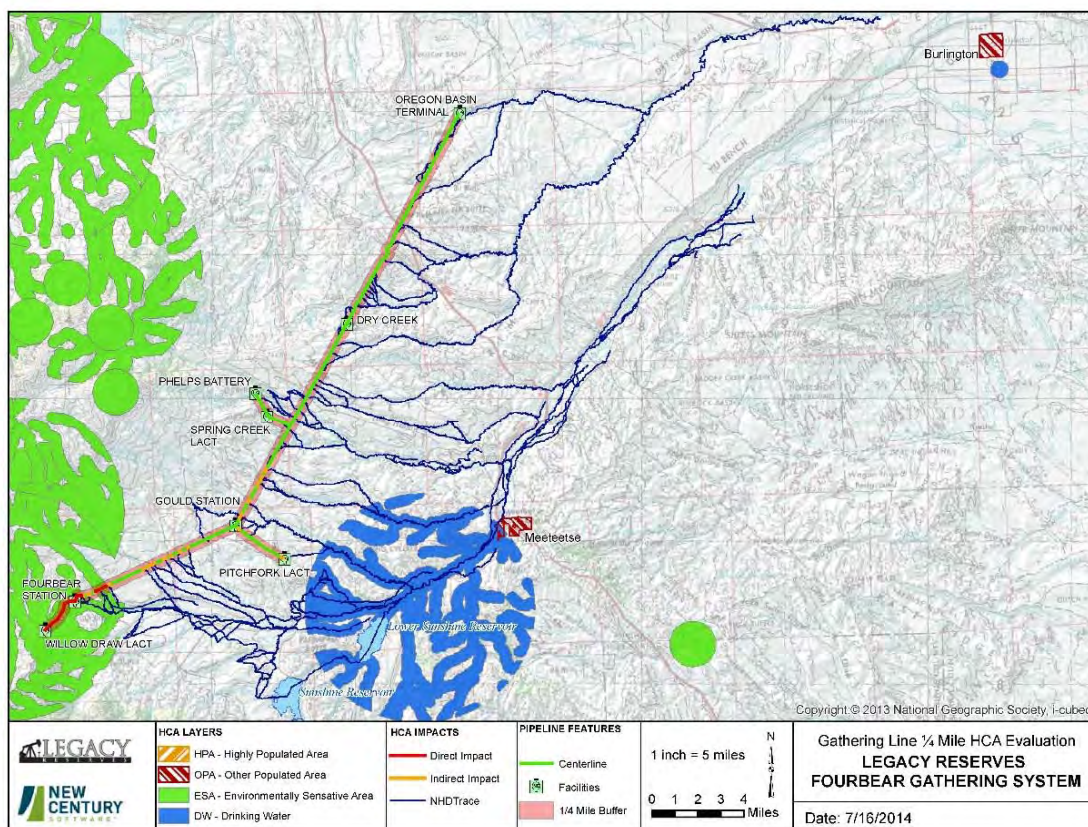 Burlington
OREGON BASIN
TERMINAL
DRY CREEK
PHELPS BATTERY
SPRING CREEK
LACT
GOULD STATION
Meeteetse
PITCHFORK LACT
FOURBEAR
STATION
WILLOW DRAW LACT
Lower Sunshine Reservoir
Sunshine Reservoir
Copyright:© 2013 National Geographic Society, i-cubed
LEGACY
RESERVES
NEW
CENTURY
SOFTWARE
HCA LAYERS
HPA - Highly Populated Area
OPA - Other Populated Area
ESA - Environmentally Sensative Area
DW - Drinking Water
HCA IMPACTS
Direct Impact
Indirect Impact
NHDTrace
PIPELINE FEATURES
Centerline
Facilities
1/4 Mile Buffer
1 inch = 5 miles
N
0 1 2 3 4
Miles
Gathering Line ¼ Mile HCA Evaluation
LEGACY RESERVES
FOURBEAR GATHERING SYSTEM
Date: 7/16/2014